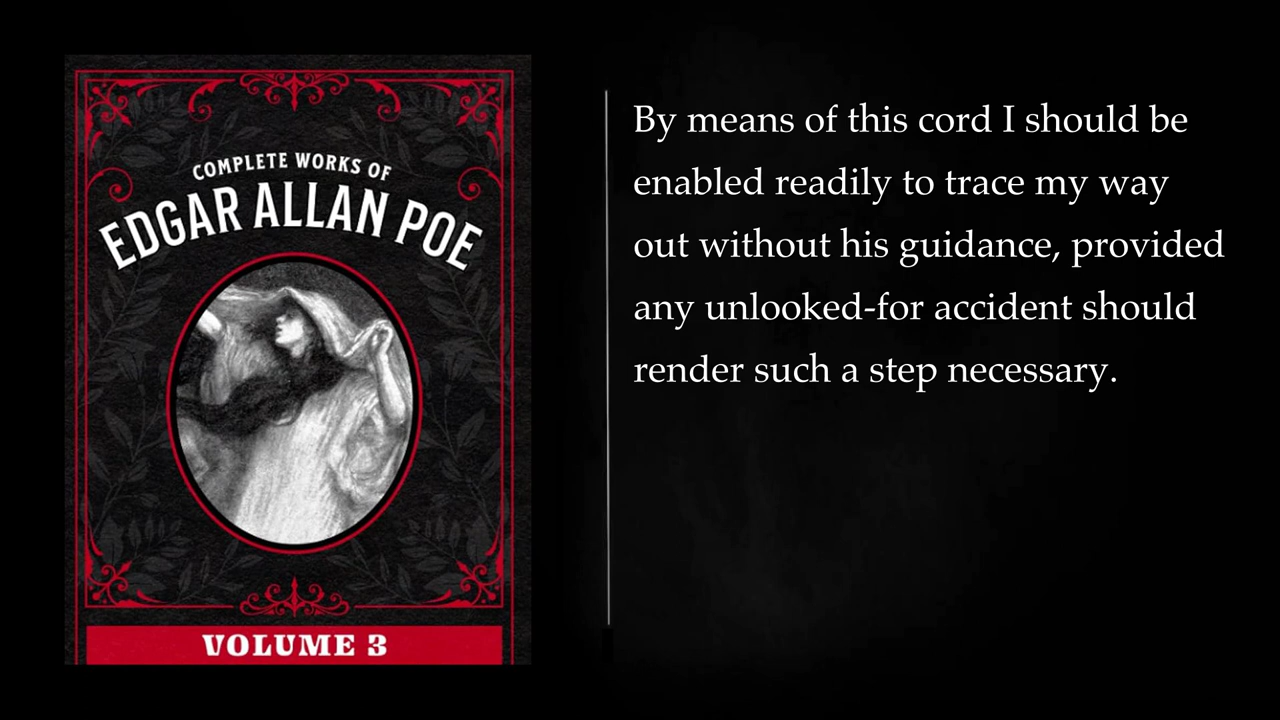 COMPLETE WORKS OF
EDGAR ALLAN POE
VOLUME 3
By means of this cord I should be
enabled readily to trace my way
out without his guidance, provided
any unlooked-for accident should
render such a step necessary.